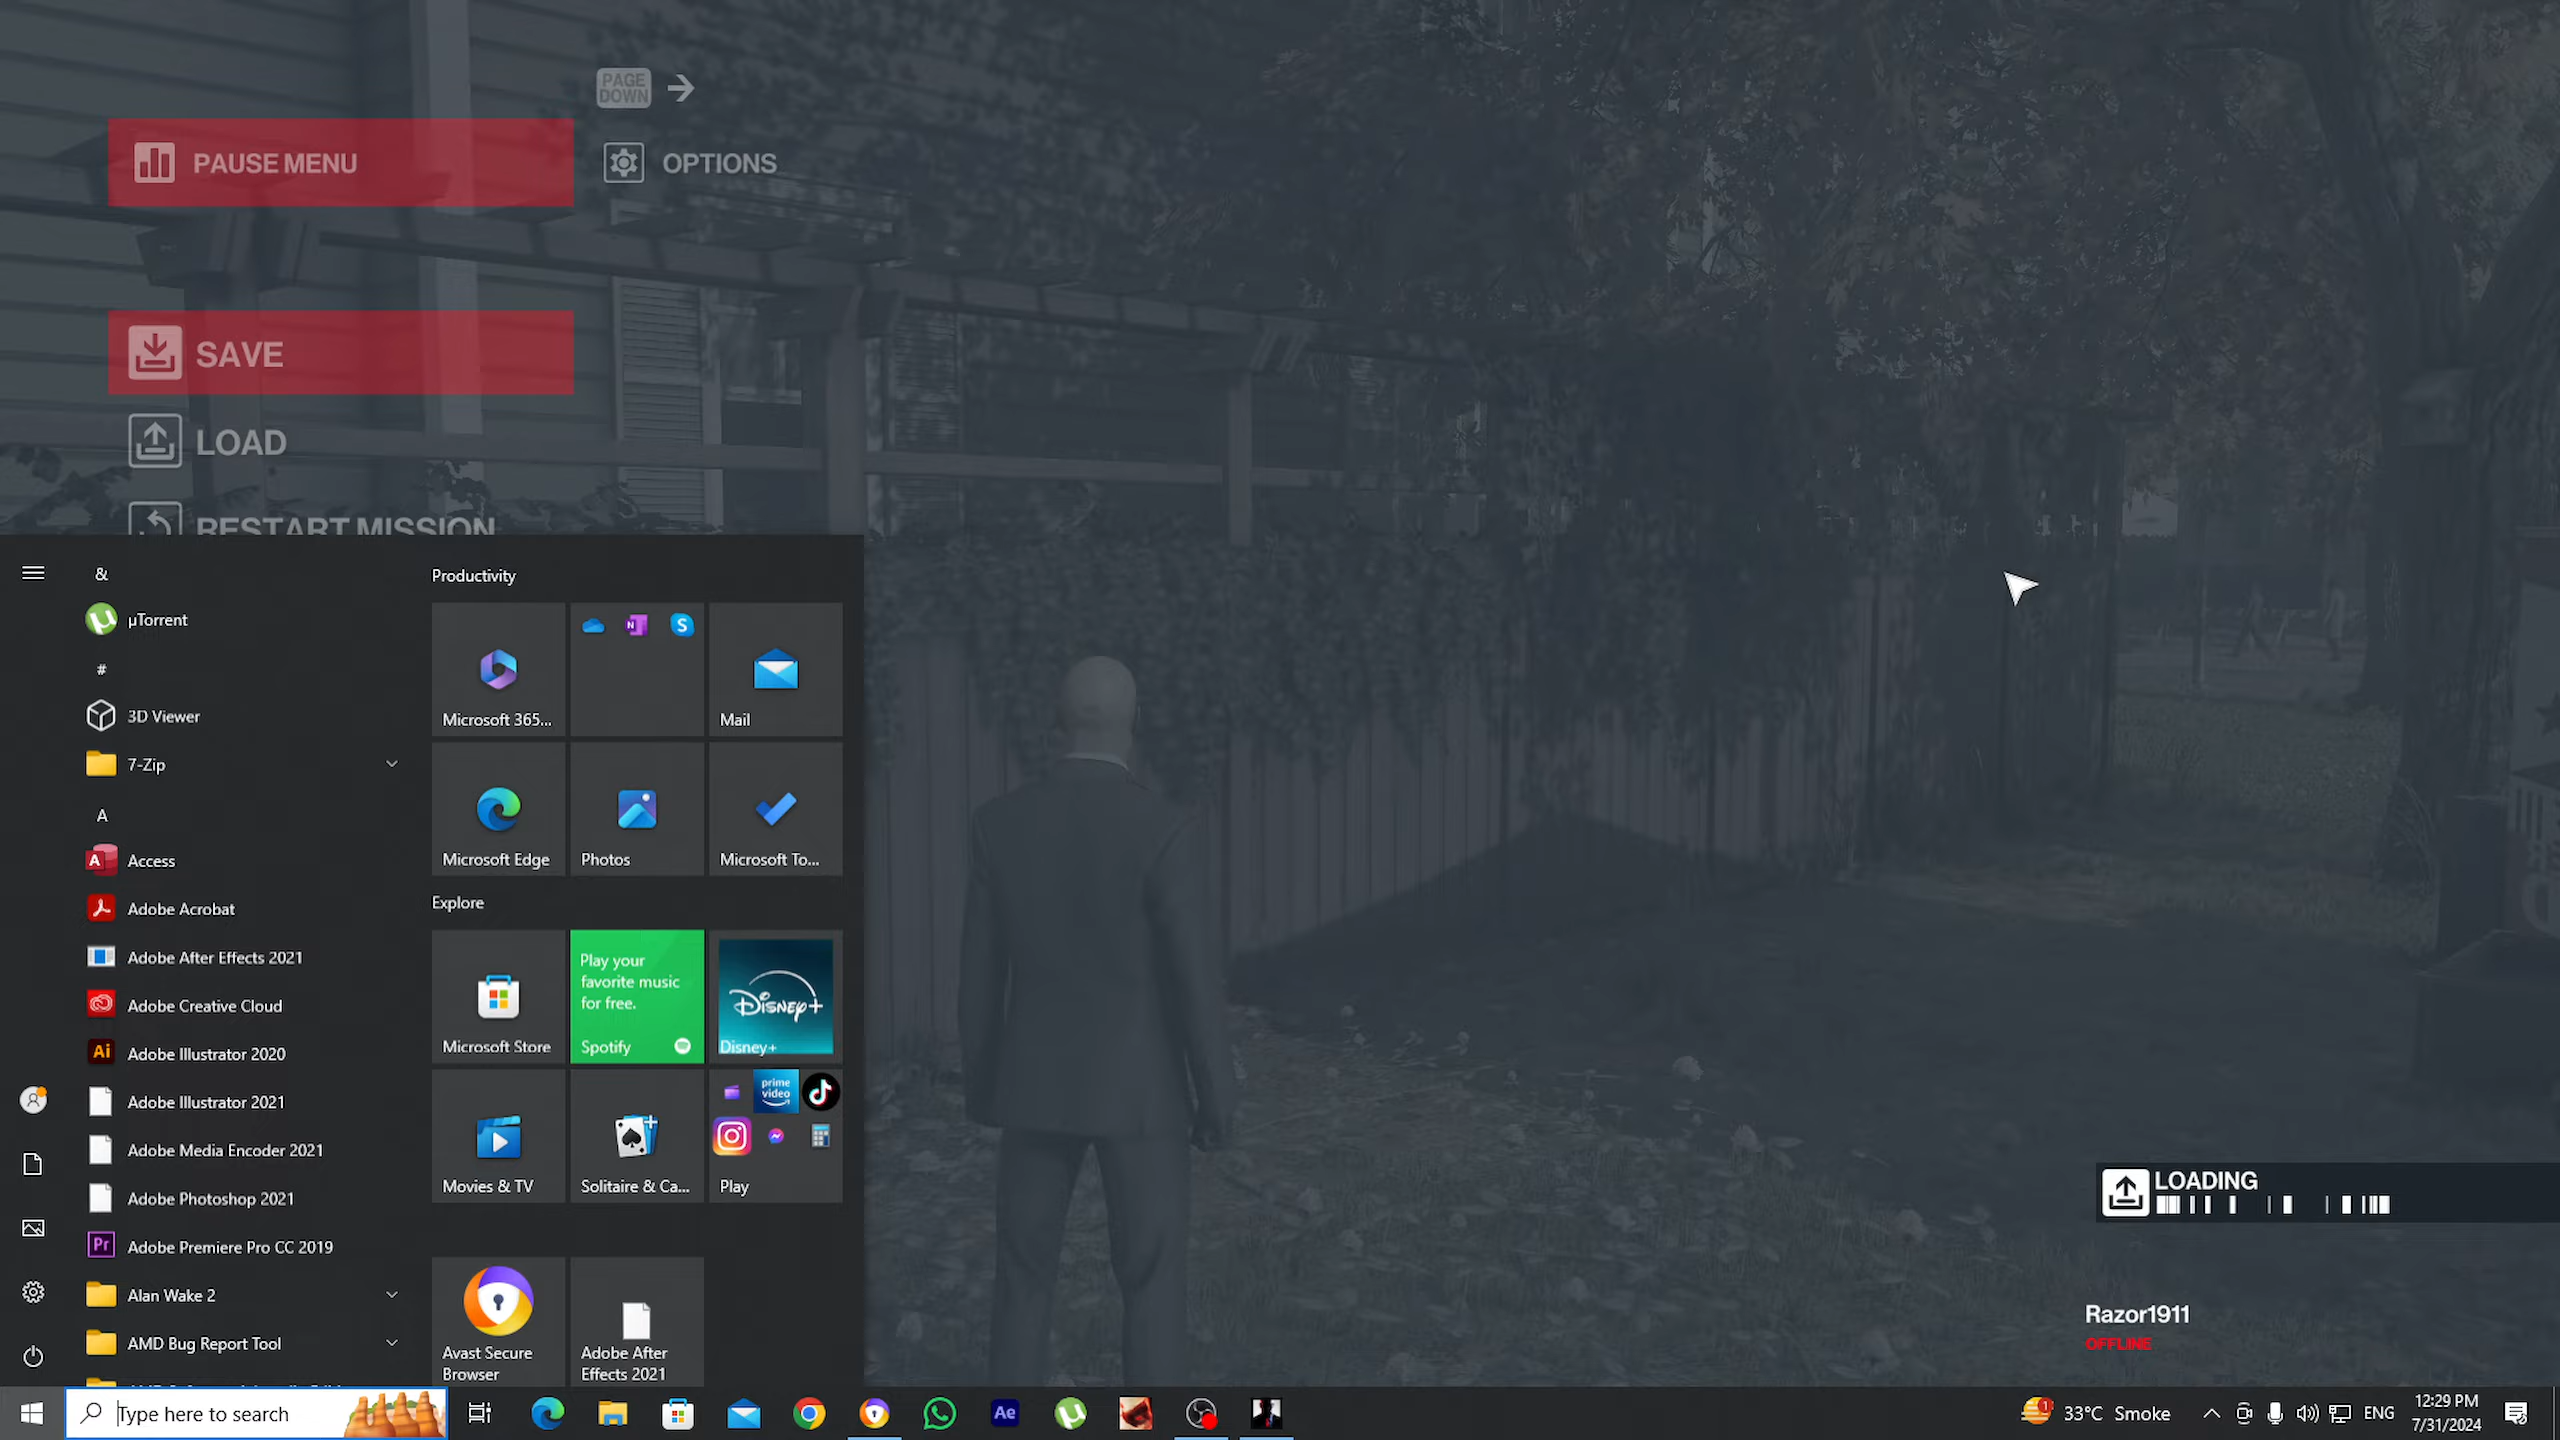 PAGE
DOWN
PAUSE MENU
OPTIONS
SAVE
LOAD
RESTART MISSION
&
µTorrent
#
3D Viewer
7-Zip
A
Access
Adobe Acrobat
Adobe After Effects 2021
Adobe Creative Cloud
Adobe Illustrator 2020
Adobe Illustrator 2021
Adobe Media Encoder 2021
Adobe Photoshop 2021
Adobe Premiere Pro CC 2019
Alan Wake 2
AMD Bug Report Tool
Productivity
Microsoft 365...
Mail
Microsoft Edge
Photos
Microsoft To...
Explore
Microsoft Store
Play your
favorite music
for free.
Spotify
Disney+
Disney+
Movies & TV
Solitaire & Ca...
prime
video
Play
Avast Secure
Browser
Adobe After
Effects 2021
LOADING
Razor1911
OFFLINE
Type here to search
Ae
33°C Smoke
ENG
12:29 PM
7/31/2024